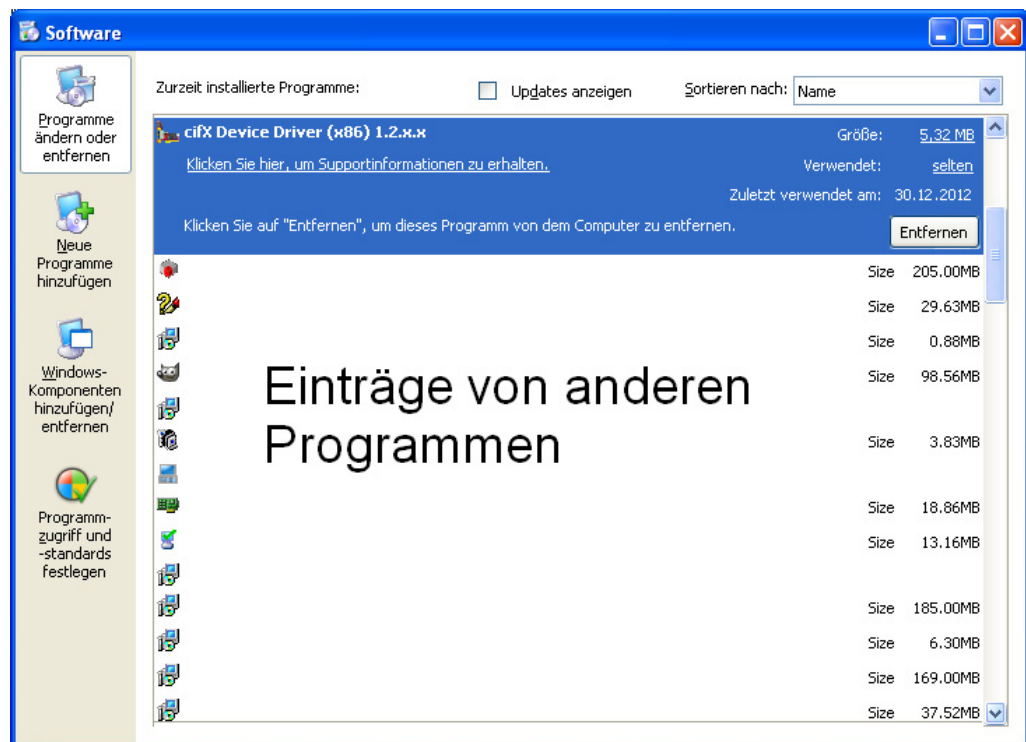 Software
Programme
ändern oder
entfernen
Neue
Programme
hinzufügen
Windows-
Komponenten
hinzufügen/
entfernen
Programm-
zugriff und
-standards
festlegen
Zurzeit installierte Programme: Updates anzeigen Sortieren nach: Name
cifX Device Driver (x86) 1.2.x.x Größe: 5,32 MB
Klicken Sie hier, um Supportinformationen zu erhalten. Verwendet: selten
Zuletzt verwendet am: 30.12.2012
Klicken Sie auf "Entfernen", um dieses Programm von dem Computer zu entfernen. Entfernen
Size 205.00MB
Size 29.63MB
Size 0.88MB
Size 98.56MB
Einträge von anderen
Programmen
Size 3.83MB
Size 18.86MB
Size 13.16MB
Size 185.00MB
Size 6.30MB
Size 169.00MB
Size 37.52MB